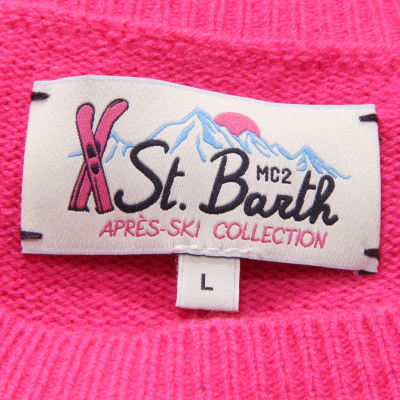 MC2
St. Barth
APRÈS-SKI COLLECTION
L